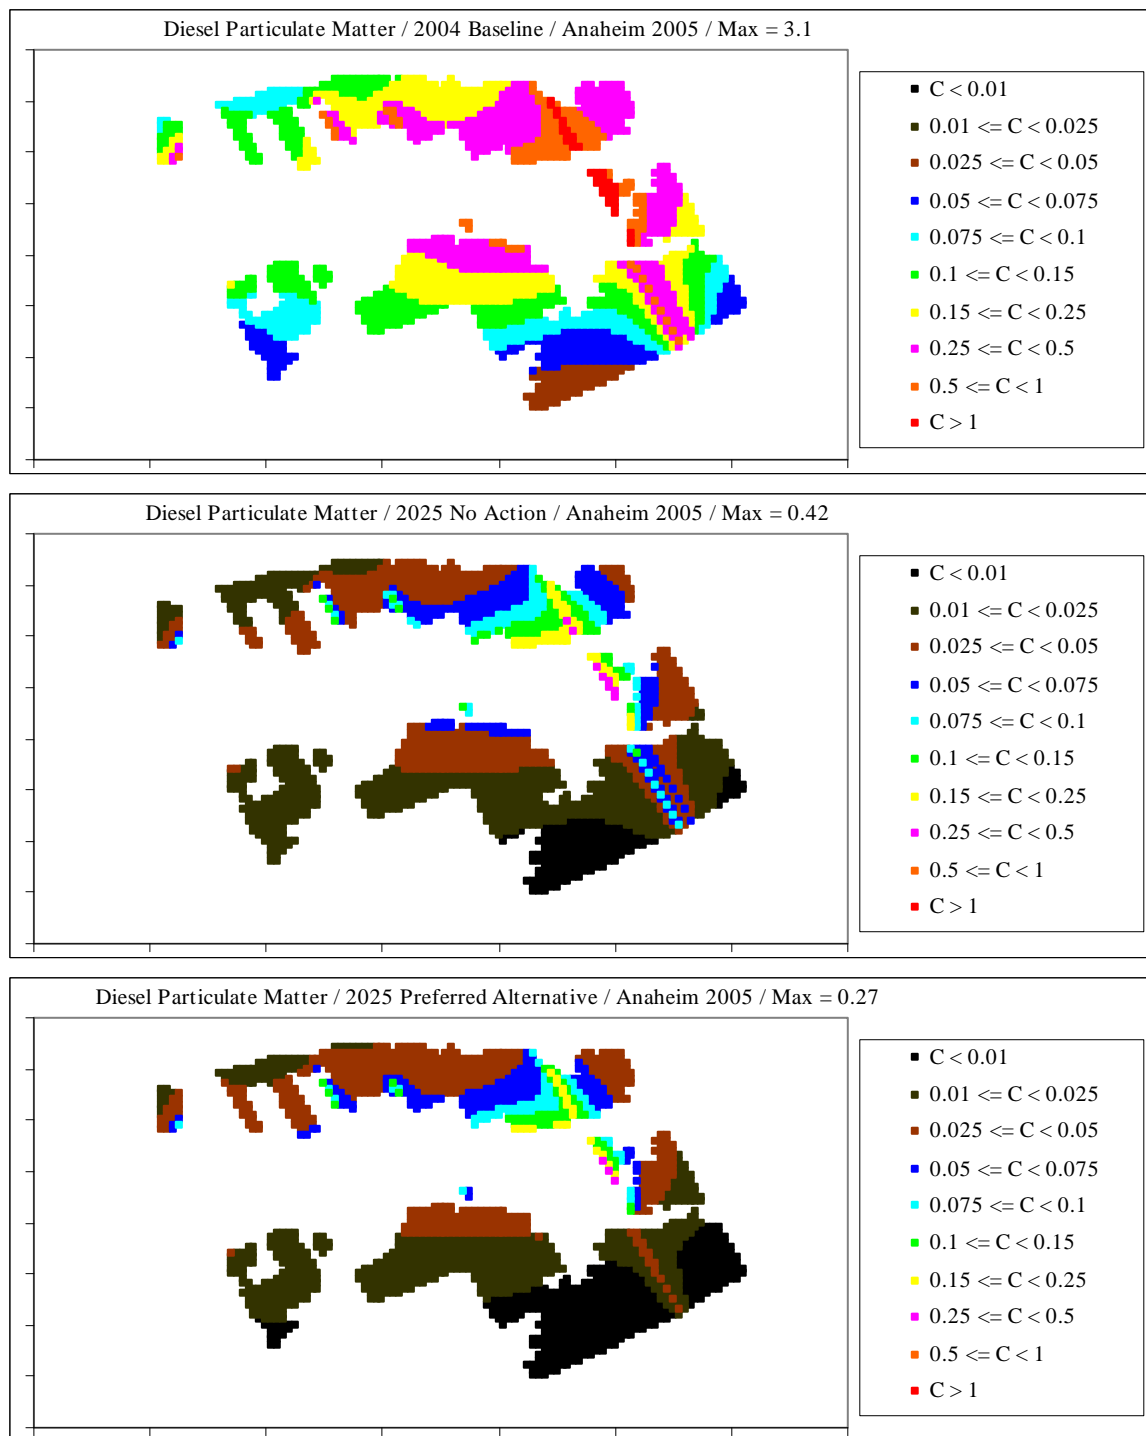 Diesel Particulate Matter / 2004 Baseline / Anaheim 2005 / Max = 3.1
C < 0.01
0.01 <= C < 0.025
0.025 <= C < 0.05
0.05 <= C < 0.075
0.075 <= C < 0.1
0.1 <= C < 0.15
0.15 <= C < 0.25
0.25 <= C < 0.5
0.5 <= C < 1
C > 1
Diesel Particulate Matter / 2025 No Action / Anaheim 2005 / Max = 0.42
C < 0.01
0.01 <= C < 0.025
0.025 <= C < 0.05
0.05 <= C < 0.075
0.075 <= C < 0.1
0.1 <= C < 0.15
0.15 <= C < 0.25
0.25 <= C < 0.5
0.5 <= C < 1
C > 1
Diesel Particulate Matter / 2025 Preferred Alternative / Anaheim 2005 / Max = 0.27
C < 0.01
0.01 <= C < 0.025
0.025 <= C < 0.05
0.05 <= C < 0.075
0.075 <= C < 0.1
0.1 <= C < 0.15
0.15 <= C < 0.25
0.25 <= C < 0.5
0.5 <= C < 1
C > 1